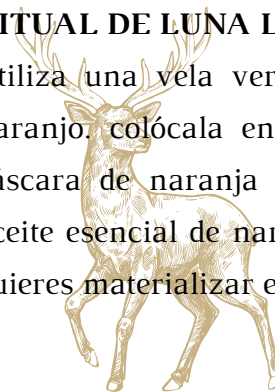 ITUAL DE LUNA L
tiliza una vela ver
aranjo. colócala en
áscara de naranja
ceite esencial de nar
uieres materializar e